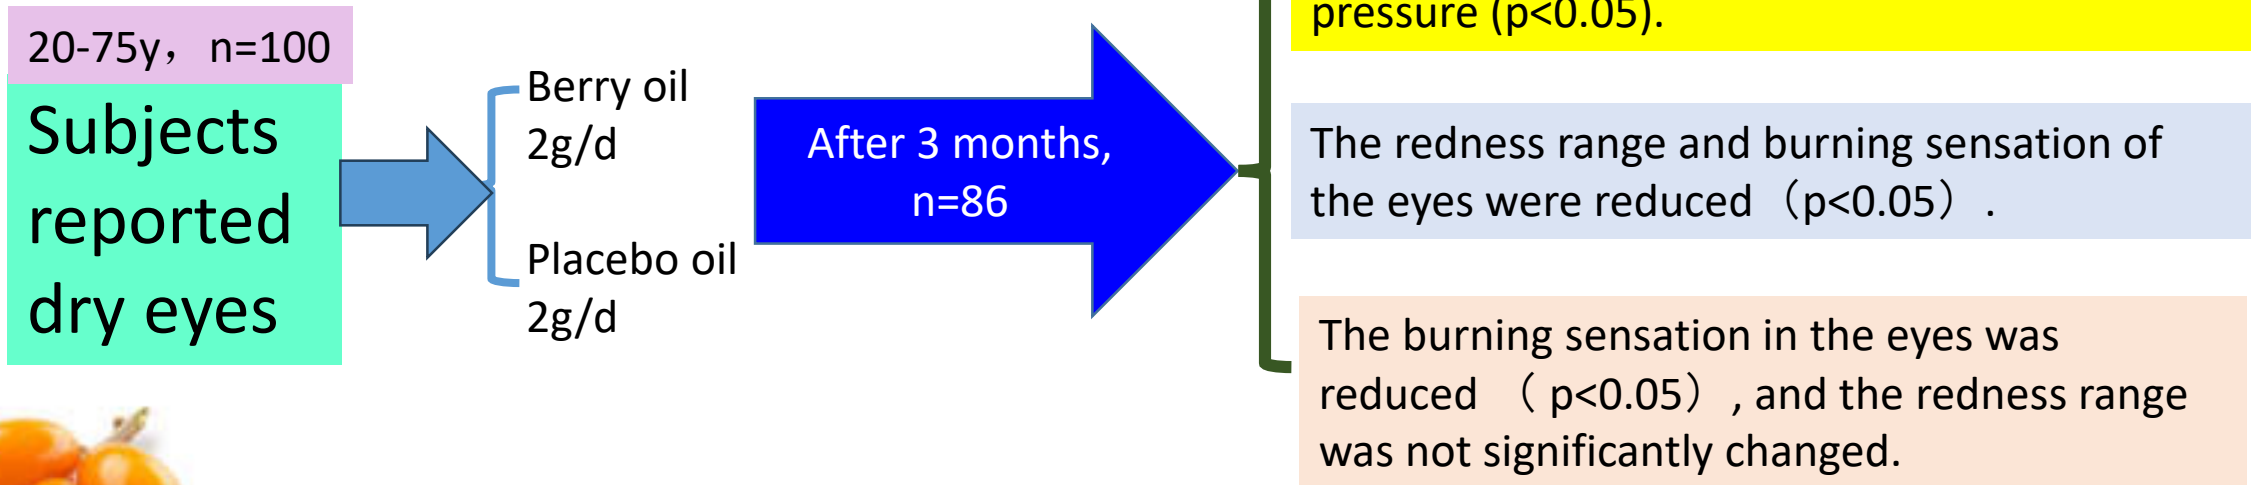 20-75y， n=100
Subjects
reported
dry eyes
Berry oil
2g/d
Placebo oil
2g/d
After 3 months,
n=86
pressure (p<0.05).
The redness range and burning sensation of
the eyes were reduced（p<0.05）.
The burning sensation in the eyes was
reduced （ p<0.05）, and the redness range
was not significantly changed.